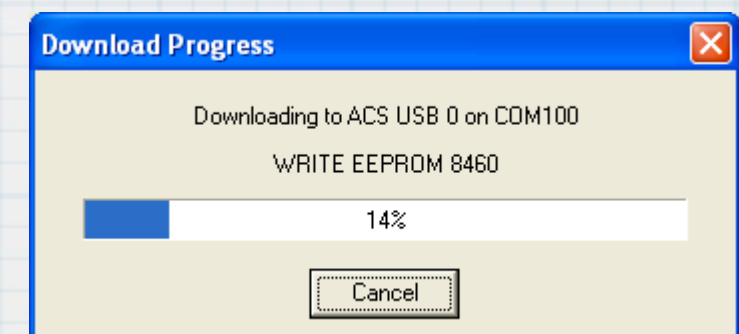 Download Progress
Downloading to ACS USB 0 on COM100
WRITE EEPROM 8460
14%
Cancel